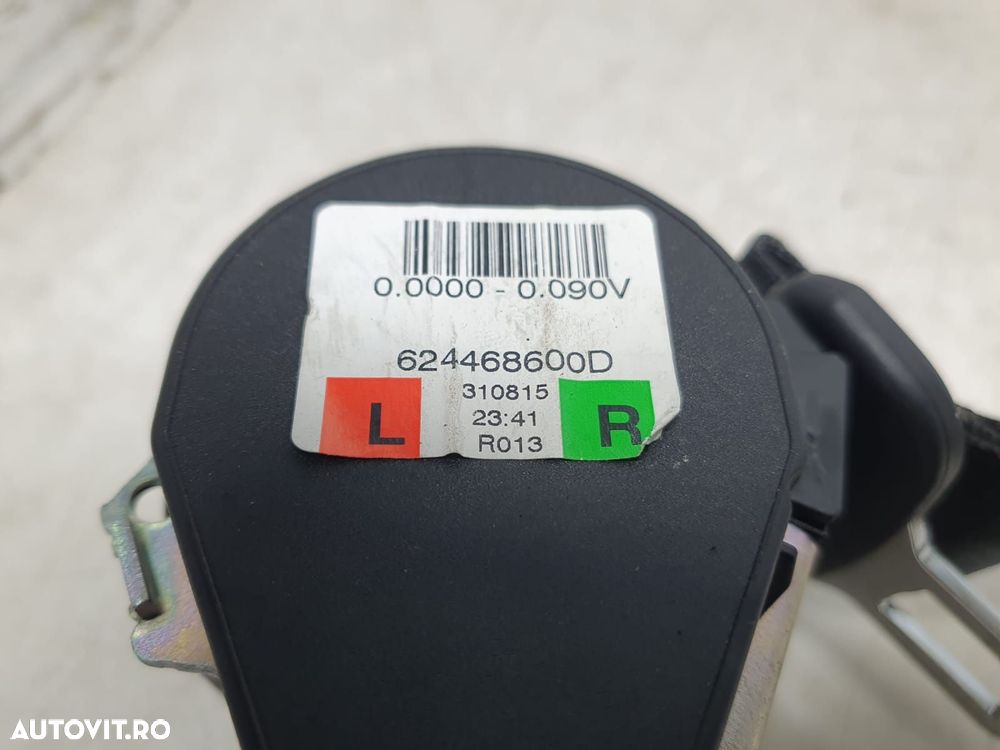 0.0000 - 0.090V
624468600D
310815
L 23:41 R
R013
AUTOVIT.RO